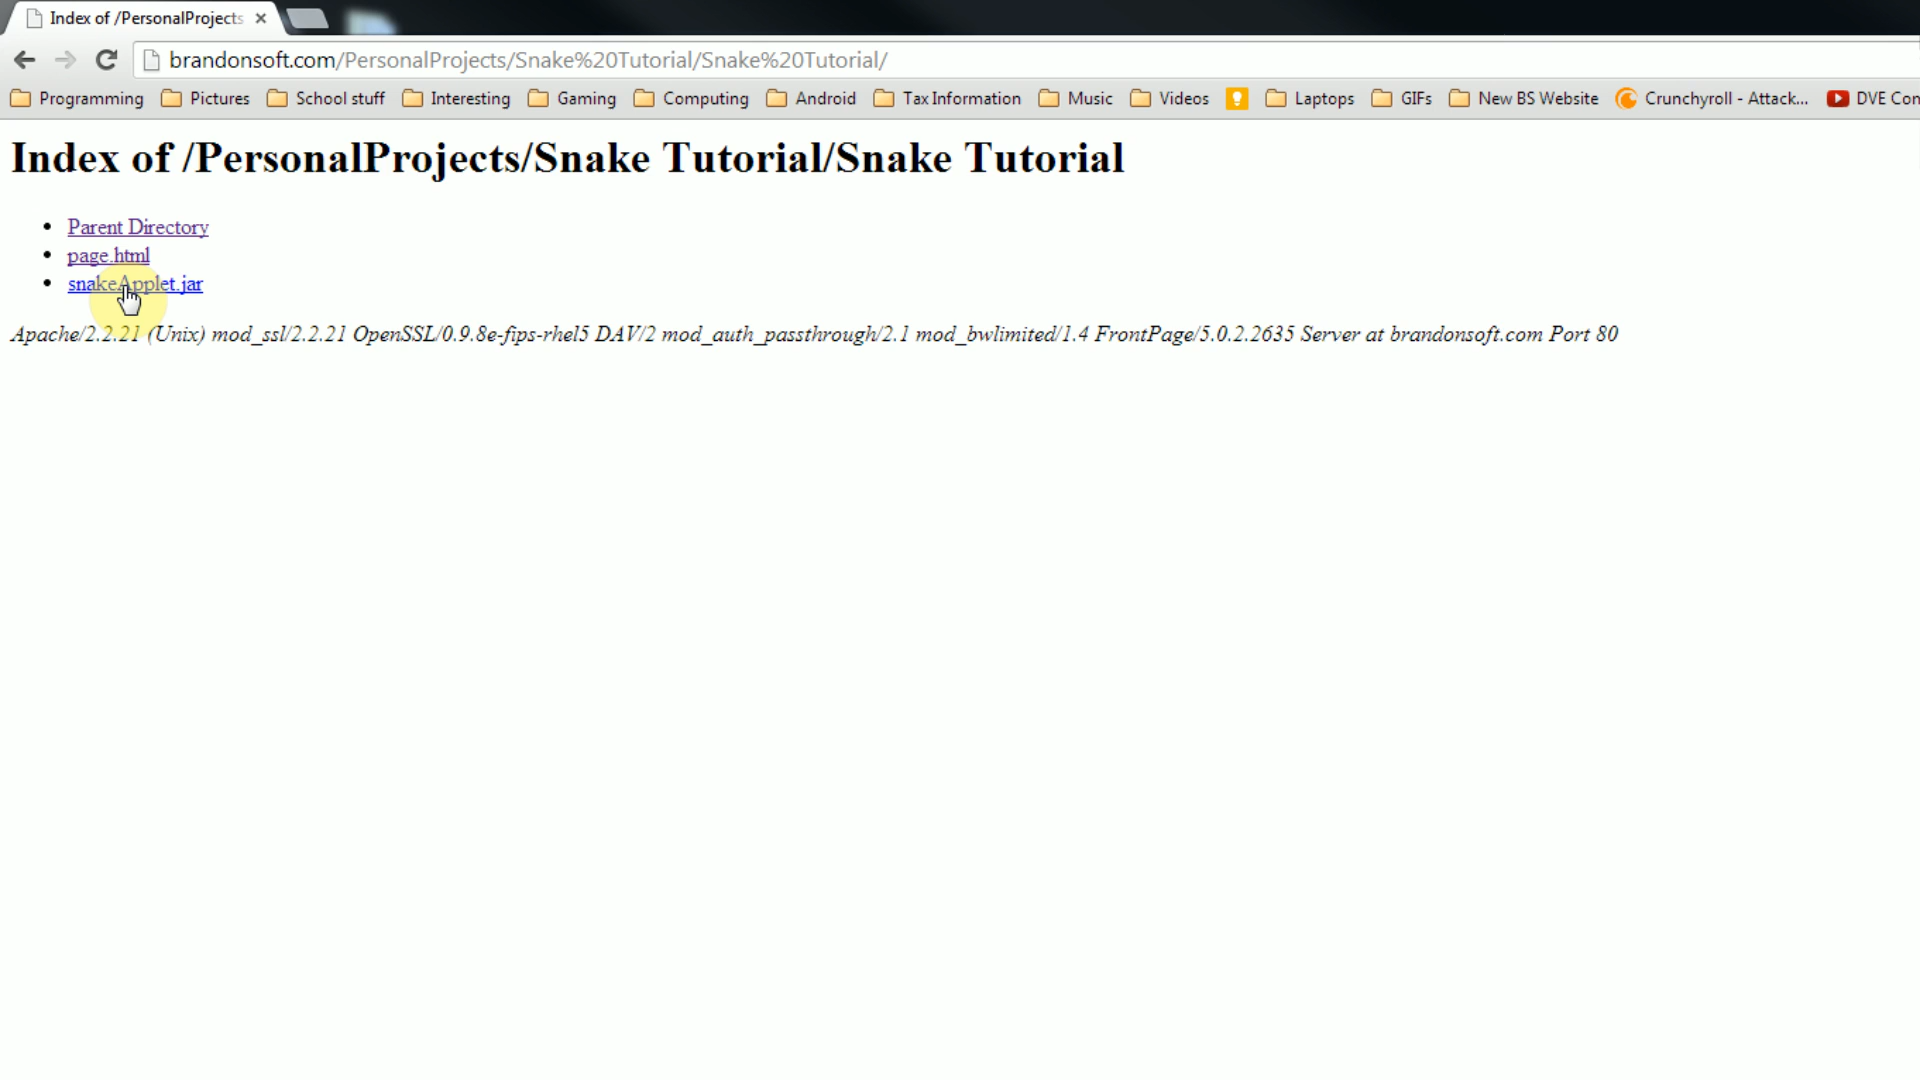 Index of /PersonalProjects
brandonsoft.com/PersonalProjects/Snake%20Tutorial/Snake%20Tutorial/
Programming Pictures School stuff Interesting Gaming Computing Android Tax Information Music Videos Laptops GIFs New BS Website Crunchyroll - Attack... DVE Con
Index of /PersonalProjects/Snake Tutorial/Snake Tutorial
• Parent Directory
• page.html
• snakeApplet.jar
Apache/2.2.21 (Unix) mod_ssl/2.2.21 OpenSSL/0.9.8e-fips-rhel5 DAV/2 mod_auth_passthrough/2.1 mod_bwlimited/1.4 FrontPage/5.0.2.2635 Server at brandonsoft.com Port 80